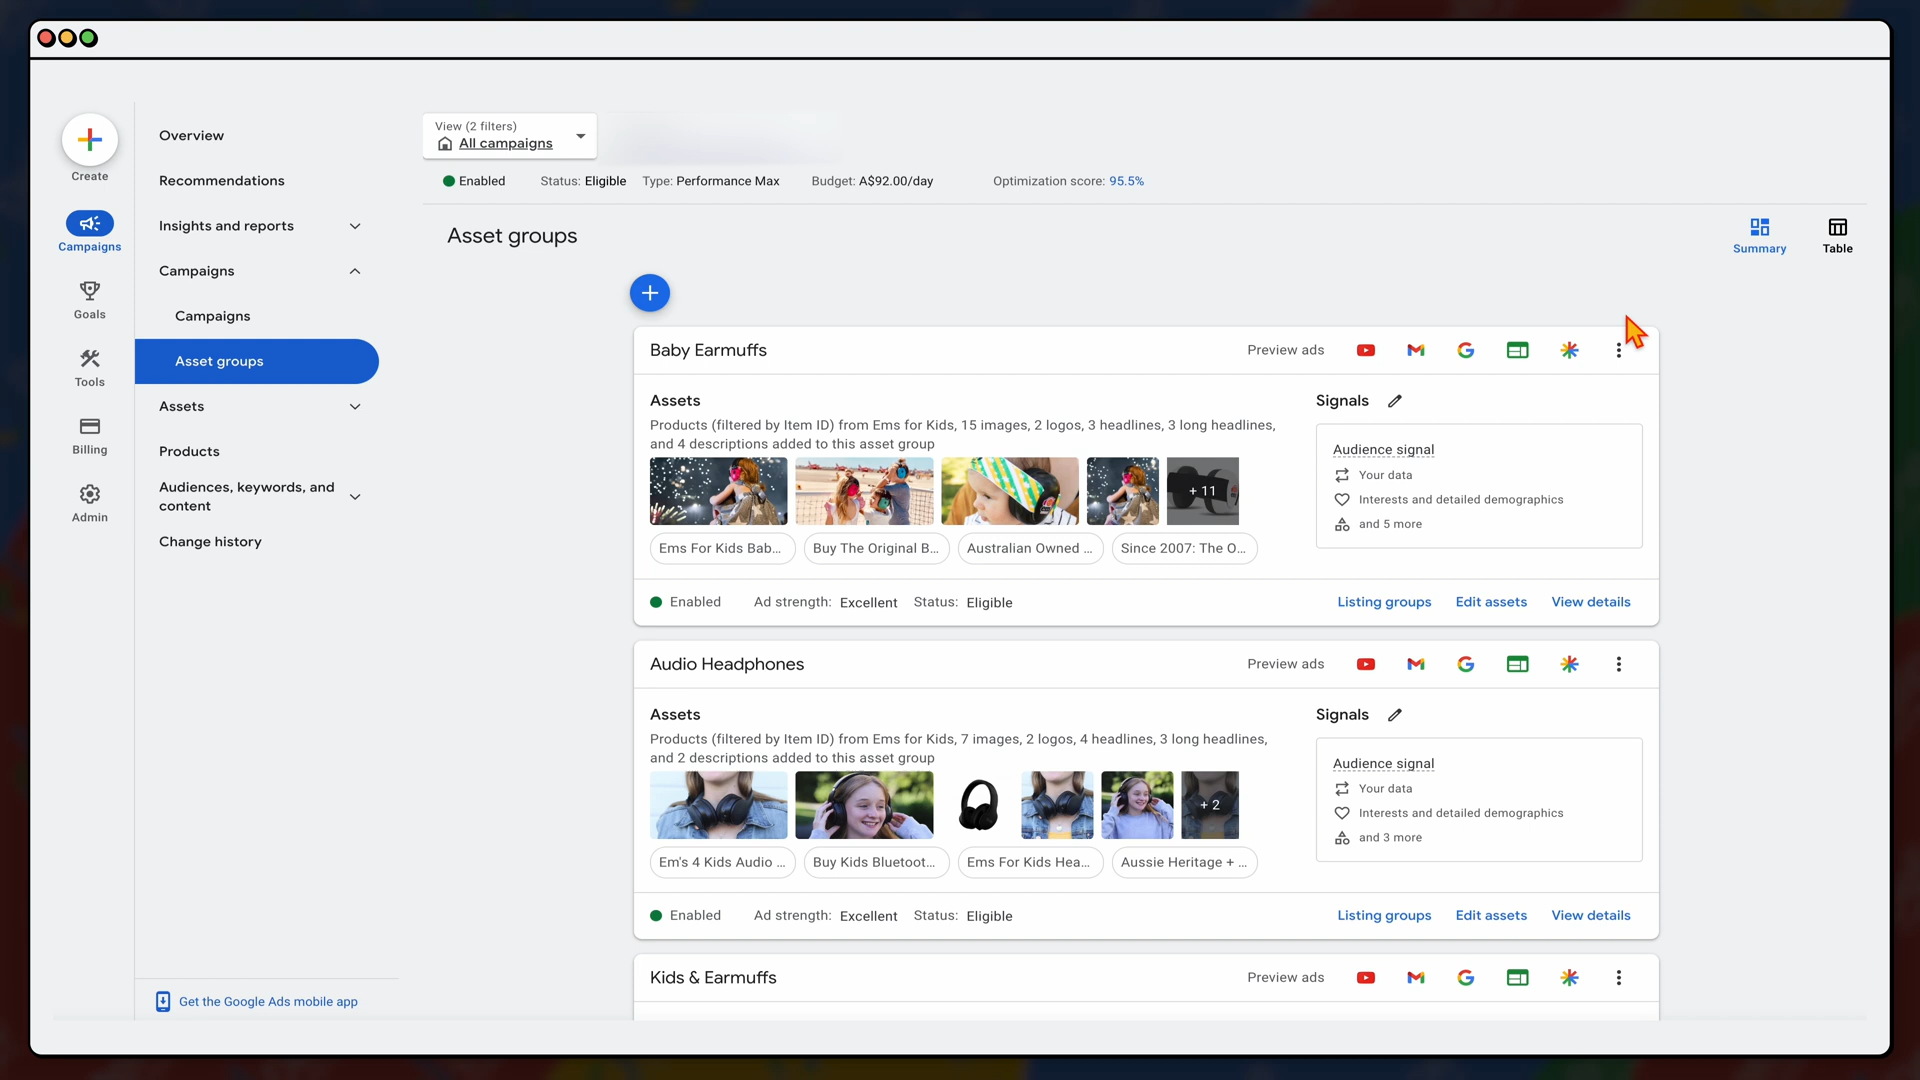 Create
Campaigns
Goals
Tools
Billing
Admin
Overview
Recommendations
Insights and reports
Campaigns
Campaigns
Asset groups
Assets
Products
Audiences, keywords, and
content
Change history
Get the Google Ads mobile app
View (2 filters)
All campaigns
Enabled Status: Eligible Type: Performance Max Budget: A$92.00/day Optimization score: 95.5%
Asset groups
Summary
Table
Baby Earmuffs
Preview ads
Assets
Products (filtered by Item ID) from Ems for Kids, 15 images, 2 logos, 3 headlines, 3 long headlines,
and 4 descriptions added to this asset group
+ 11
Ems For Kids Bab... Buy The Original B... Australian Owned ... Since 2007: The O...
Signals
Audience signal
Your data
Interests and detailed demographics
and 5 more
Enabled Ad strength: Excellent Status: Eligible
Listing groups Edit assets View details
Audio Headphones
Preview ads
Assets
Products (filtered by Item ID) from Ems for Kids, 7 images, 2 logos, 4 headlines, 3 long headlines,
and 2 descriptions added to this asset group
+ 2
Em's 4 Kids Audio ... Buy Kids Bluetoot... Ems For Kids Hea... Aussie Heritage + ...
Signals
Audience signal
Your data
Interests and detailed demographics
and 3 more
Enabled Ad strength: Excellent Status: Eligible
Listing groups Edit assets View details
Kids & Earmuffs
Preview ads